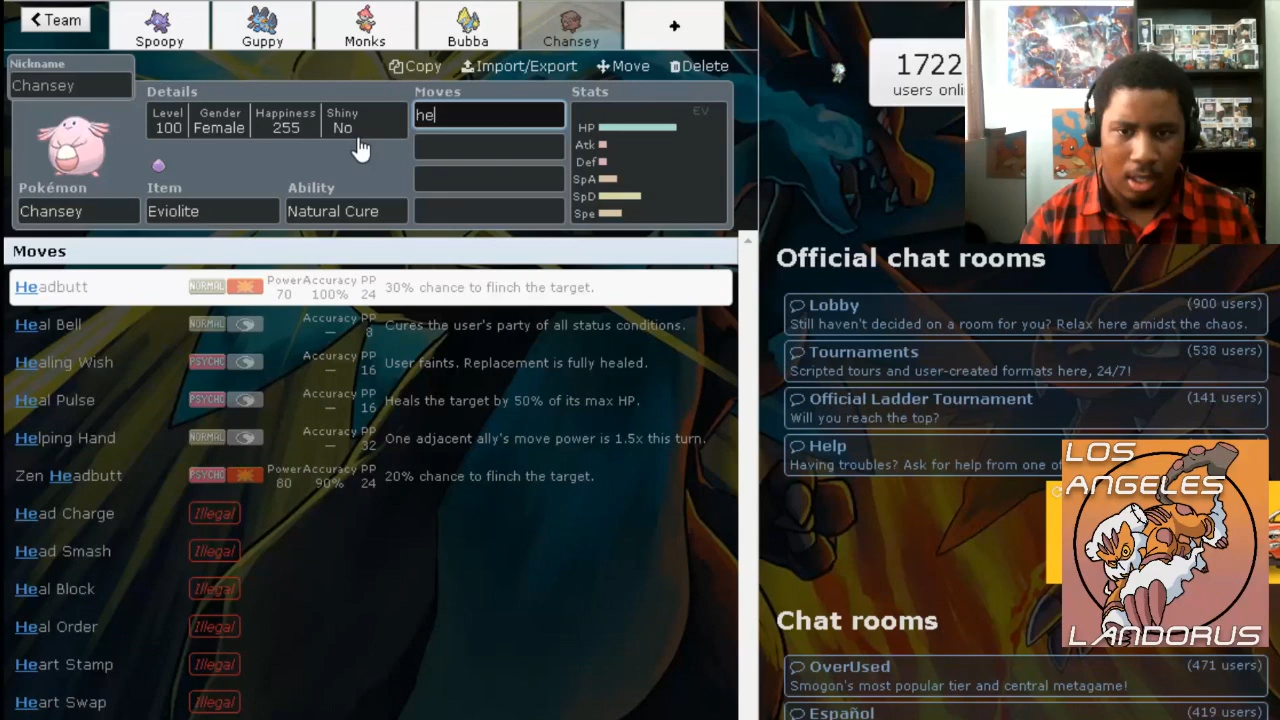 Team
Spoopy
Guppy
Monks
Bubba
Chansey
+
Copy Import/Export Move Delete
Nickname
Chansey
Details
Level Gender Happiness Shiny
100 Female 255 No
Pokémon
Chansey
Item
Eviolite
Ability
Natural Cure
Moves
he
Stats
EV
HP
Atk
Def
SpA
SpD
Spe
Moves
Headbutt NORMAL Power 70 Accuracy 100% PP 24 30% chance to flinch the target.
Heal Bell NORMAL Accuracy — PP 8 Cures the user's party of all status conditions.
Healing Wish PSYCHC Accuracy — PP 16 User faints. Replacement is fully healed.
Heal Pulse PSYCHC Accuracy — PP 16 Heals the target by 50% of its max HP.
Helping Hand NORMAL Accuracy — PP 32 One adjacent ally's move power is 1.5x this turn.
Zen Headbutt PSYCHC Power 80 Accuracy 90% PP 24 20% chance to flinch the target.
Head Charge Illegal
Head Smash Illegal
Heal Block Illegal
Heal Order Illegal
Heart Stamp Illegal
Heart Swap Illegal
1722
users onli
Official chat rooms
Lobby (900 users)
Still haven't decided on a room for you? Relax here amidst the chaos.
Tournaments (538 users)
Scripted tours and user-created formats here, 24/7!
Official Ladder Tournament (141 users)
Will you reach the top?
Help
Having troubles? Ask for help from one of
LOS
ANGELES
LANDORUS
Chat rooms
OverUsed (471 users)
Smogon's most popular tier and central metagame!
Español (419 users)